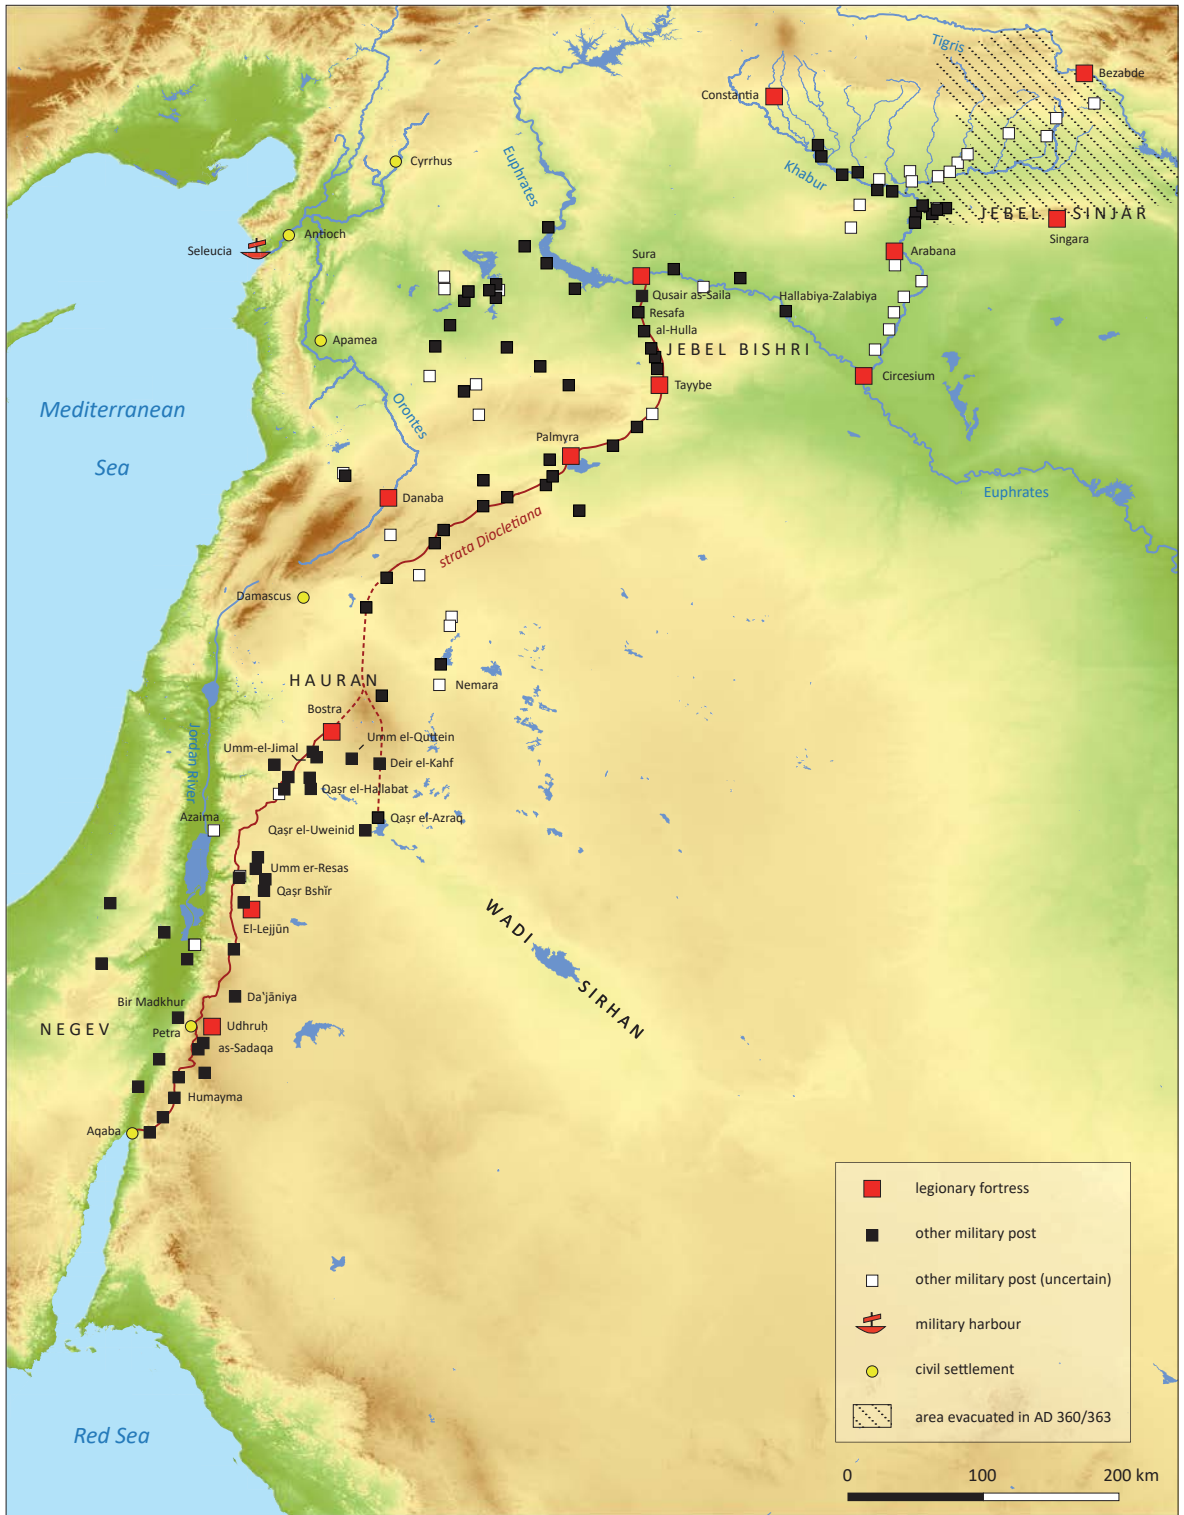 Tigris
Bezabde
Constantia
Cyrrhus
Euphrates
Khabur
JEBEL SINJAR
Antioch
Seleucia
Singara
Arabana
Sura
Qusair as-Saila
Hallabiya-Zalabiya
Resafa
al-Hulla
Apamea
JEBEL BISHRI
Circesium
Tayybe
Mediterranean
Sea
Orontes
Palmyra
Danaba
Euphrates
strata Diocletiana
Damascus
HAURAN
Nemara
Bostra
Jordan River
Umm el-Quttein
Umm-el-Jimal
Deir el-Kahf
Qaşr el-Hallabat
Azaima
Qaşr el-Azraq
Qaşr el-Uweinid
Umm er-Resas
Qaşr Bshīr
El-Lejjūn
WADI SIRHAN
Da'jāniya
Bir Madkhur
NEGEV
Petra
Udhruḥ
as-Sadaqa
Humayma
Aqaba
legionary fortress
other military post
other military post (uncertain)
military harbour
civil settlement
area evacuated in AD 360/363
Red Sea
0 100 200 km